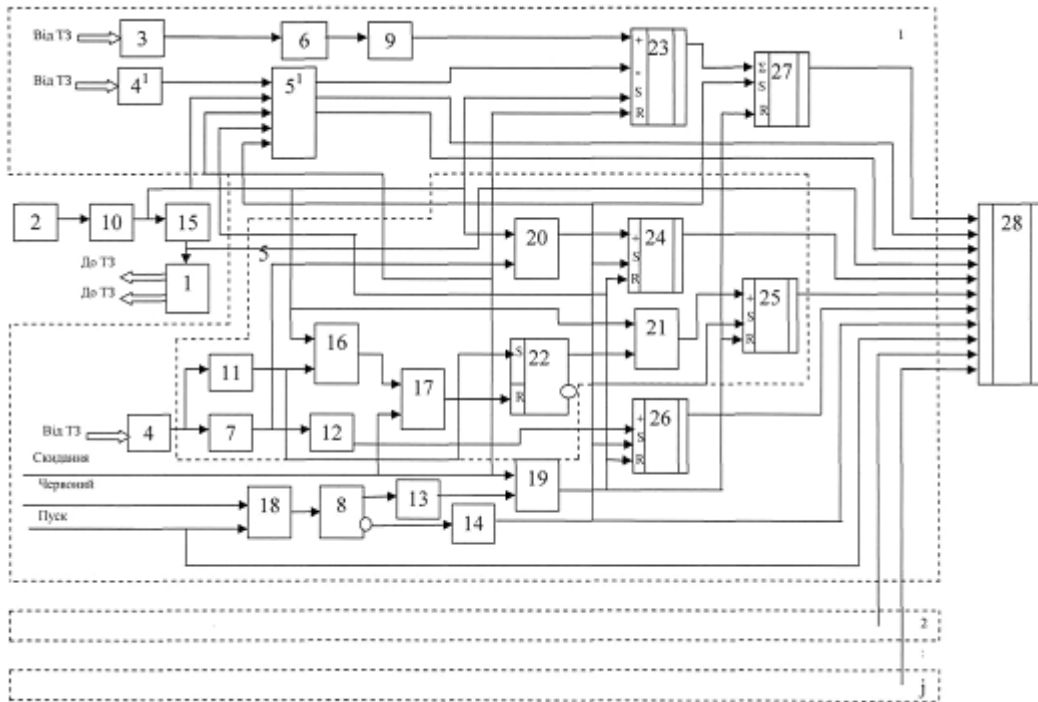 1
Від ТЗ 3 6 9 + 23
- Σ 27
Від ТЗ 4¹ 5¹ S S
R R
2 10 15 20 + 24 28
До ТЗ 5 S
До ТЗ 1 R + 25
21 S
16 S 22 R
11 17
R + 26
Від ТЗ 4 7 12 S
R
Скидання
19
Червоний
18 8 13
Пуск 14
2
:
j